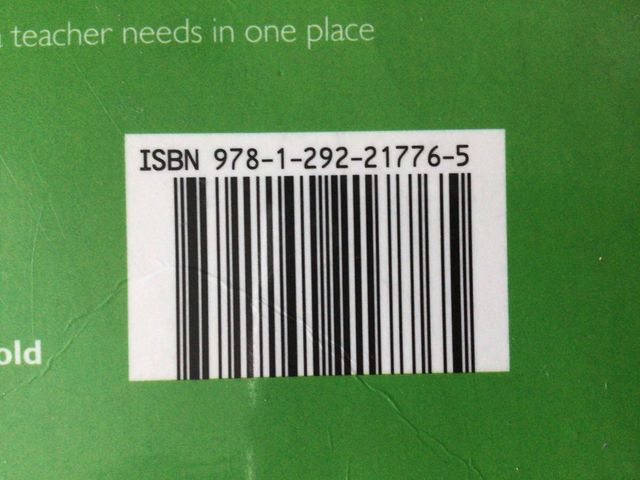 teacher needs in one place
ISBN 978-1-292-21776-5
old